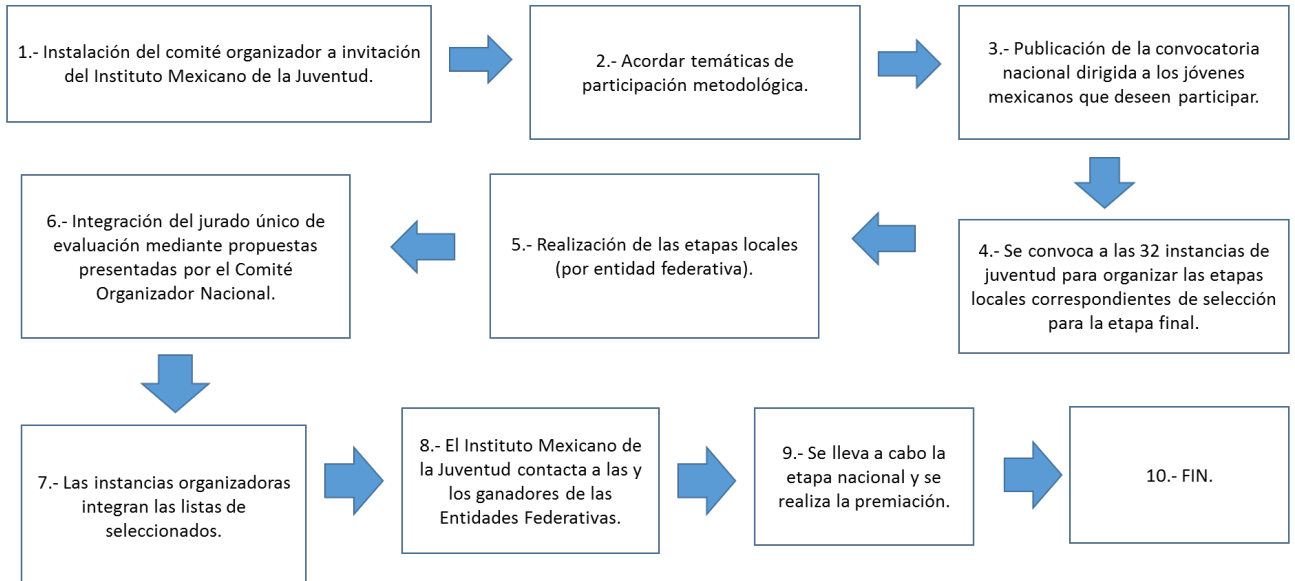 1.- Instalación del comité organizador a invitación
del Instituto Mexicano de la Juventud.
2.- Acordar temáticas de
participación metodológica.
3.- Publicación de la convocatoria
nacional dirigida a los jóvenes
mexicanos que deseen participar.
4.- Se convoca a las 32 instancias de
juventud para organizar las etapas
locales correspondientes de selección
para la etapa final.
5.- Realización de las etapas locales
(por entidad federativa).
6.- Integración del jurado único de
evaluación mediante propuestas
presentadas por el Comité
Organizador Nacional.
7.- Las instancias organizadoras
integran las listas de
seleccionados.
8.- El Instituto Mexicano de
la Juventud contacta a las y
los ganadores de las
Entidades Federativas.
9.- Se lleva a cabo la
etapa nacional y se
realiza la premiación.
10.- FIN.